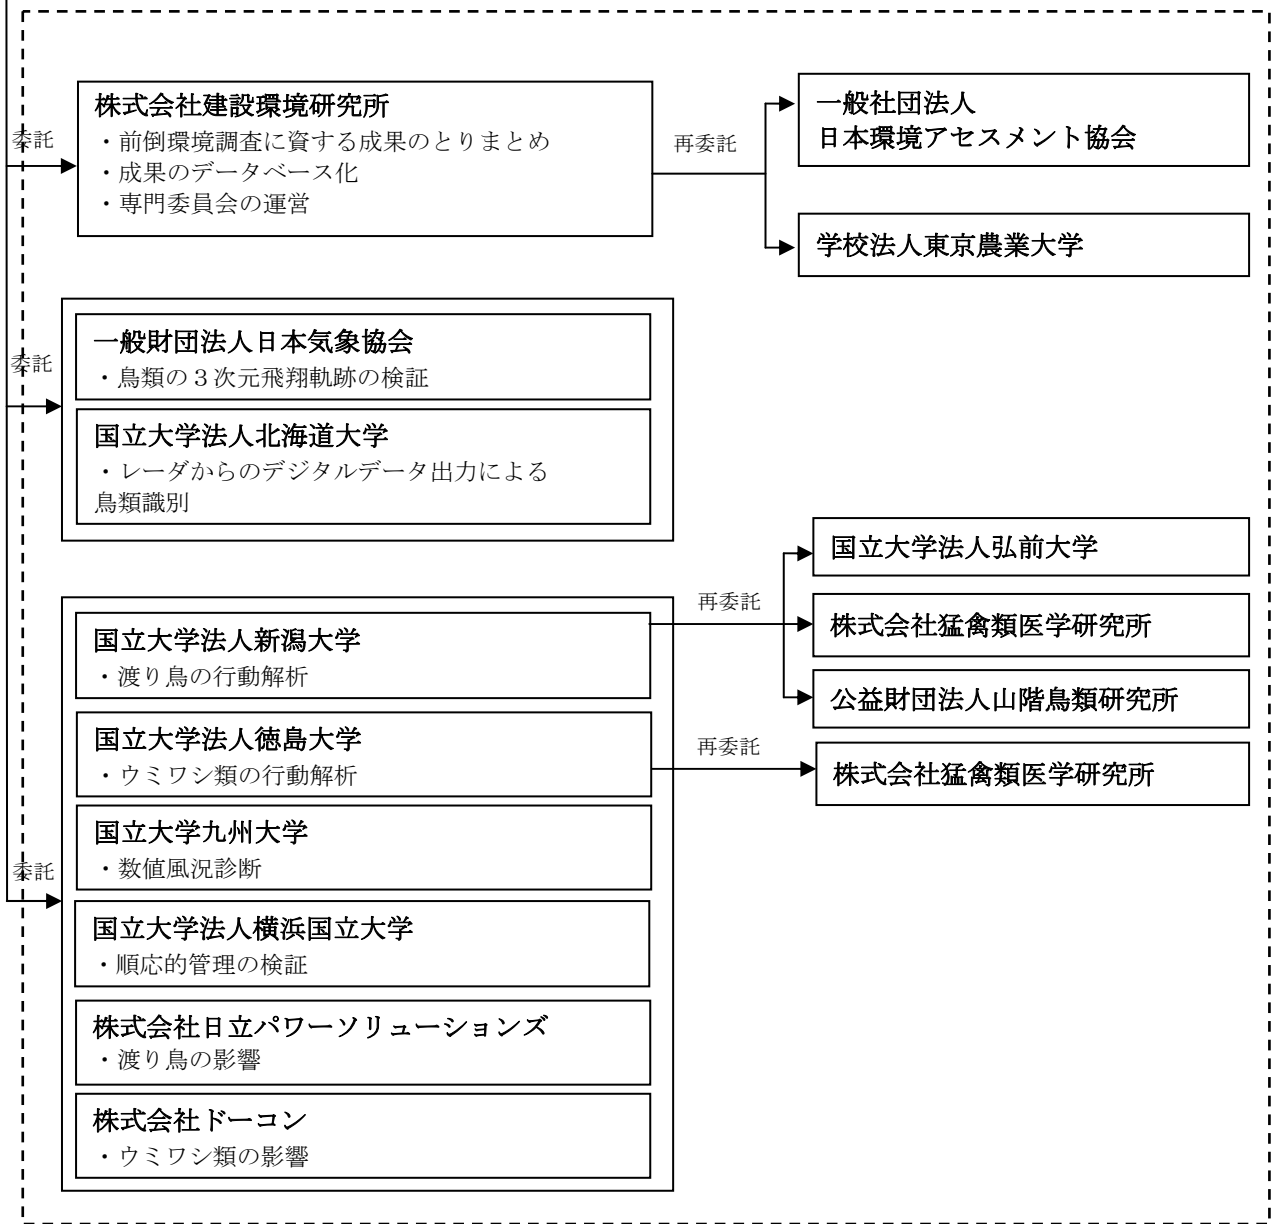 委託
株式会社建設環境研究所
・前倒環境調査に資する成果のとりまとめ
・成果のデータベース化
・専門委員会の運営
再委託
一般社団法人
日本環境アセスメント協会
学校法人東京農業大学
委託
一般財団法人日本気象協会
・鳥類の３次元飛翔軌跡の検証
国立大学法人北海道大学
・レーダからのデジタルデータ出力による
鳥類識別
委託
国立大学法人新潟大学
・渡り鳥の行動解析
再委託
国立大学法人弘前大学
株式会社猛禽類医学研究所
公益財団法人山階鳥類研究所
国立大学法人徳島大学
・ウミワシ類の行動解析
再委託
株式会社猛禽類医学研究所
国立大学九州大学
・数値風況診断
国立大学法人横浜国立大学
・順応的管理の検証
株式会社日立パワーソリューションズ
・渡り鳥の影響
株式会社ドーコン
・ウミワシ類の影響